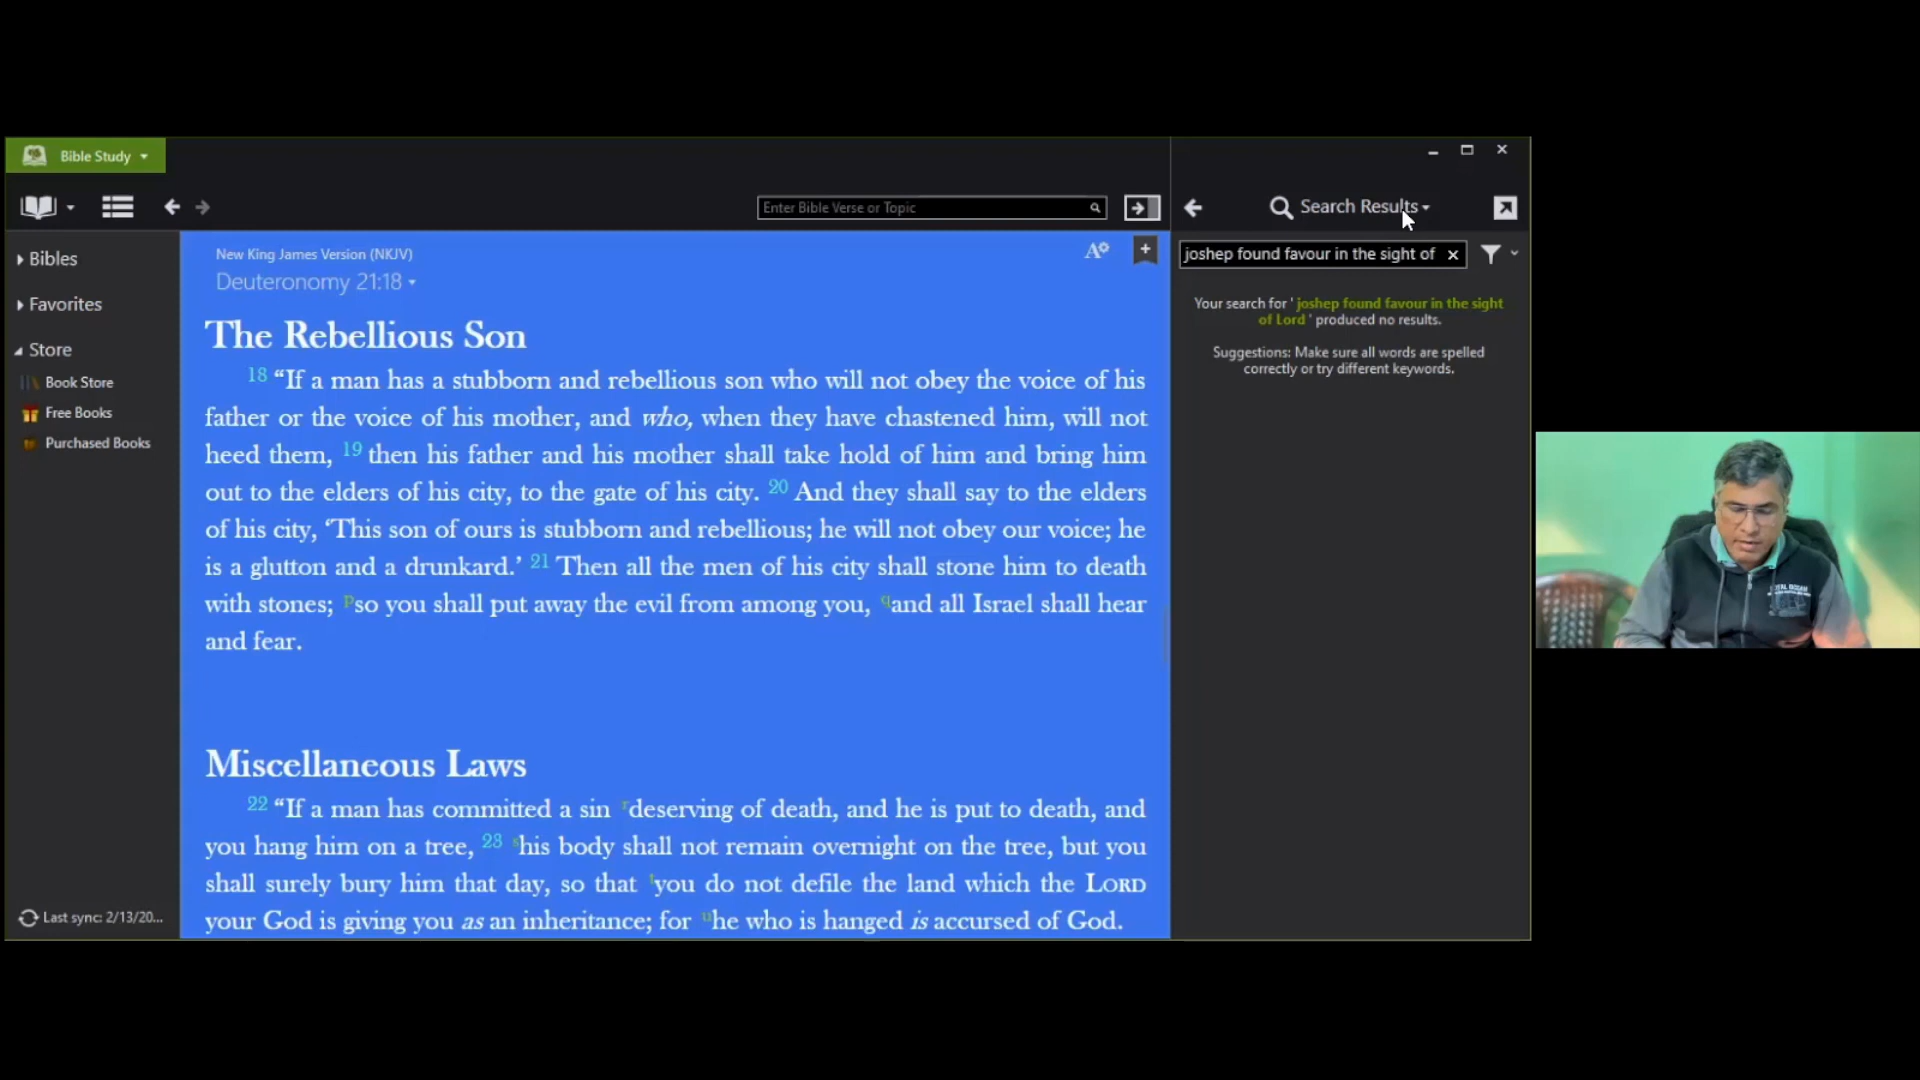 Bible Study
Enter Bible Verse or Topic
Search Results
Bibles
Favorites
Store
Book Store
Free Books
Purchased Books
Last sync: 2/13/20...
New King James Version (NKJV)
Deuteronomy 21:18
The Rebellious Son
18 “If a man has a stubborn and rebellious son who will not obey the voice of his
father or the voice of his mother, and who, when they have chastened him, will not
heed them, 19 then his father and his mother shall take hold of him and bring him
out to the elders of his city, to the gate of his city. 20 And they shall say to the elders
of his city, ‘This son of ours is stubborn and rebellious; he will not obey our voice; he
is a glutton and a drunkard.’ 21 Then all the men of his city shall stone him to death
with stones; p so you shall put away the evil from among you, q and all Israel shall hear
and fear.
Miscellaneous Laws
22 “If a man has committed a sin r deserving of death, and he is put to death, and
you hang him on a tree, 23 s his body shall not remain overnight on the tree, but you
shall surely bury him that day, so that t you do not defile the land which the LORD
your God is giving you as an inheritance; for u he who is hanged is accursed of God.
joshep found favour in the sight of
Your search for ' joshep found favour in the sight
of Lord ' produced no results.
Suggestions: Make sure all words are spelled
correctly or try different keywords.